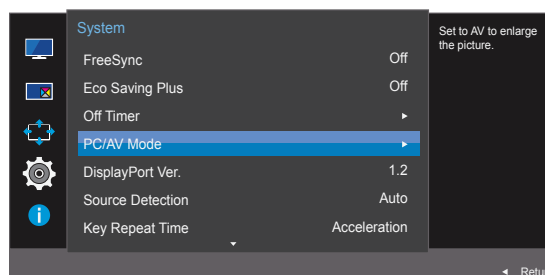 System
FreeSync Off
Eco Saving Plus Off
Off Timer
PC/AV Mode
DisplayPort Ver. 1.2
Source Detection Auto
Key Repeat Time Acceleration
Set to AV to enlarge
the picture.